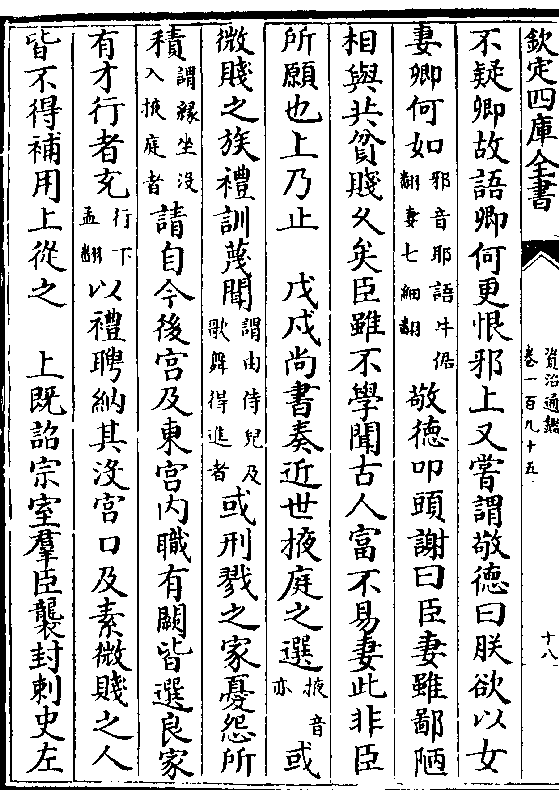 欽定四庫全書
資治通鑑
卷一百九十五
十八
不疑卿故語卿何更恨邪上又嘗謂敬德曰朕欲以女
妻卿何如邪音耶語牛倨翻妻七細翻敬德叩頭謝曰臣妻雖鄙陋
相與共貧賤久矣臣雖不學聞古人富不易妻此非臣
所願也上乃止 戊戌尚書奏近世掖庭之選掖音亦或
微賤之族禮訓蔑聞謂由侍兒及歌舞得進者或刑戮之家憂怨所
積謂緣坐没入掖庭者請自今後宮及東宮内職有闕皆選良家
有才行者充行下孟翻以禮聘納其没官口及素微賤之人
皆不得補用上從之 上既詔宗室羣臣襲封刺史左